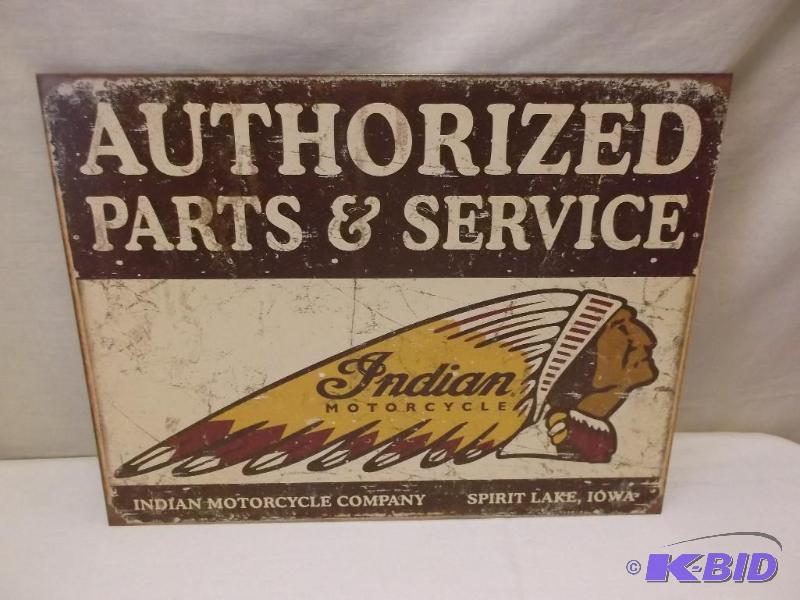 AUTHORIZED
PARTS & SERVICE
Indian
MOTORCYCLE
INDIAN MOTORCYCLE COMPANY SPIRIT LAKE, IOWA
© K-BID